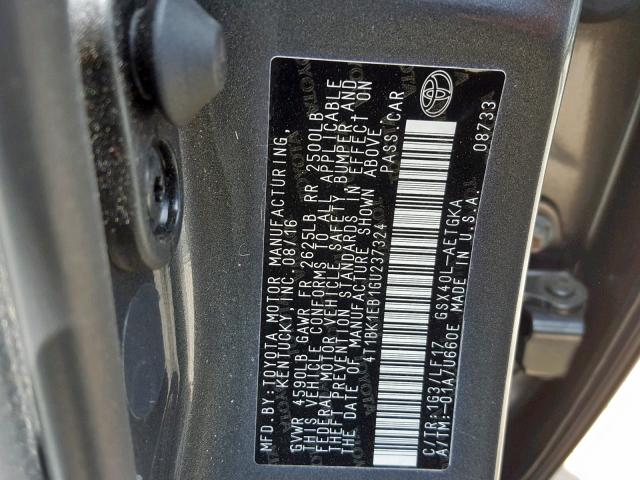 MFD. BY: TOYOTA MOTOR MANUFACTURING,
KENTUCKY INC. 08/16
GVWR 4590LB GAWR FR 2625LB RR 2500LB
THIS VEHICLE CONFORMS TO ALL APPLICABLE
FEDERAL MOTOR VEHICLE SAFETY, BUMPER, AND
THEFT PREVENTION STANDARDS IN EFFECT ON
THE DATE OF MANUFACTURE SHOWN ABOVE.
4T1BK1EB1GU237324 PASS. CAR
C/TR: 1G3/LF17 GSX40L-AETGKA
A/TM: -01A/U660E MADE IN U.S.A.
08733